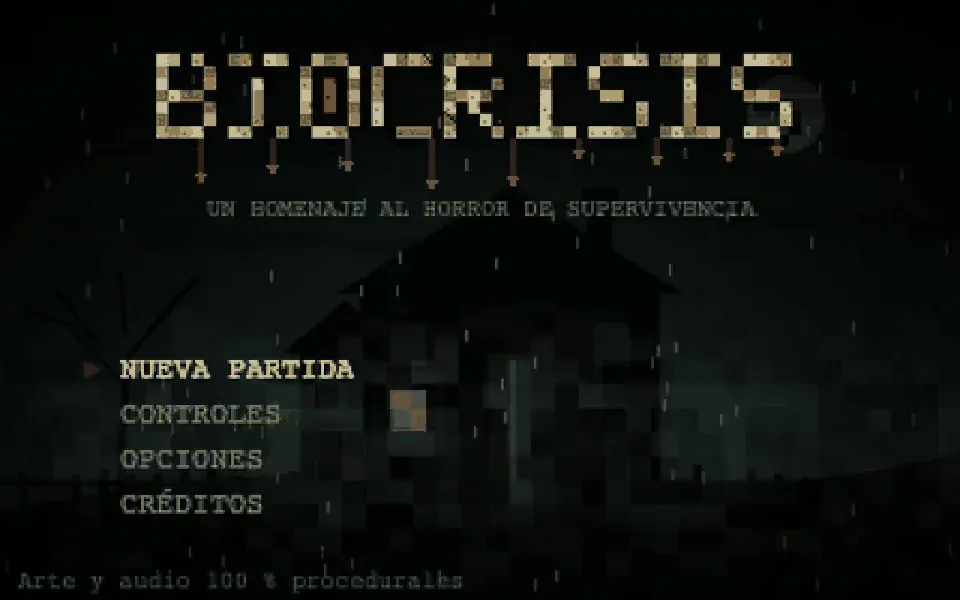 BIOCRISIS
UN HOMENAJE AL HORROR DE SUPERVIVENCIA
NUEVA PARTIDA
CONTROLES
OPCIONES
CRÉDITOS
Arte y audio 100 % procedurales